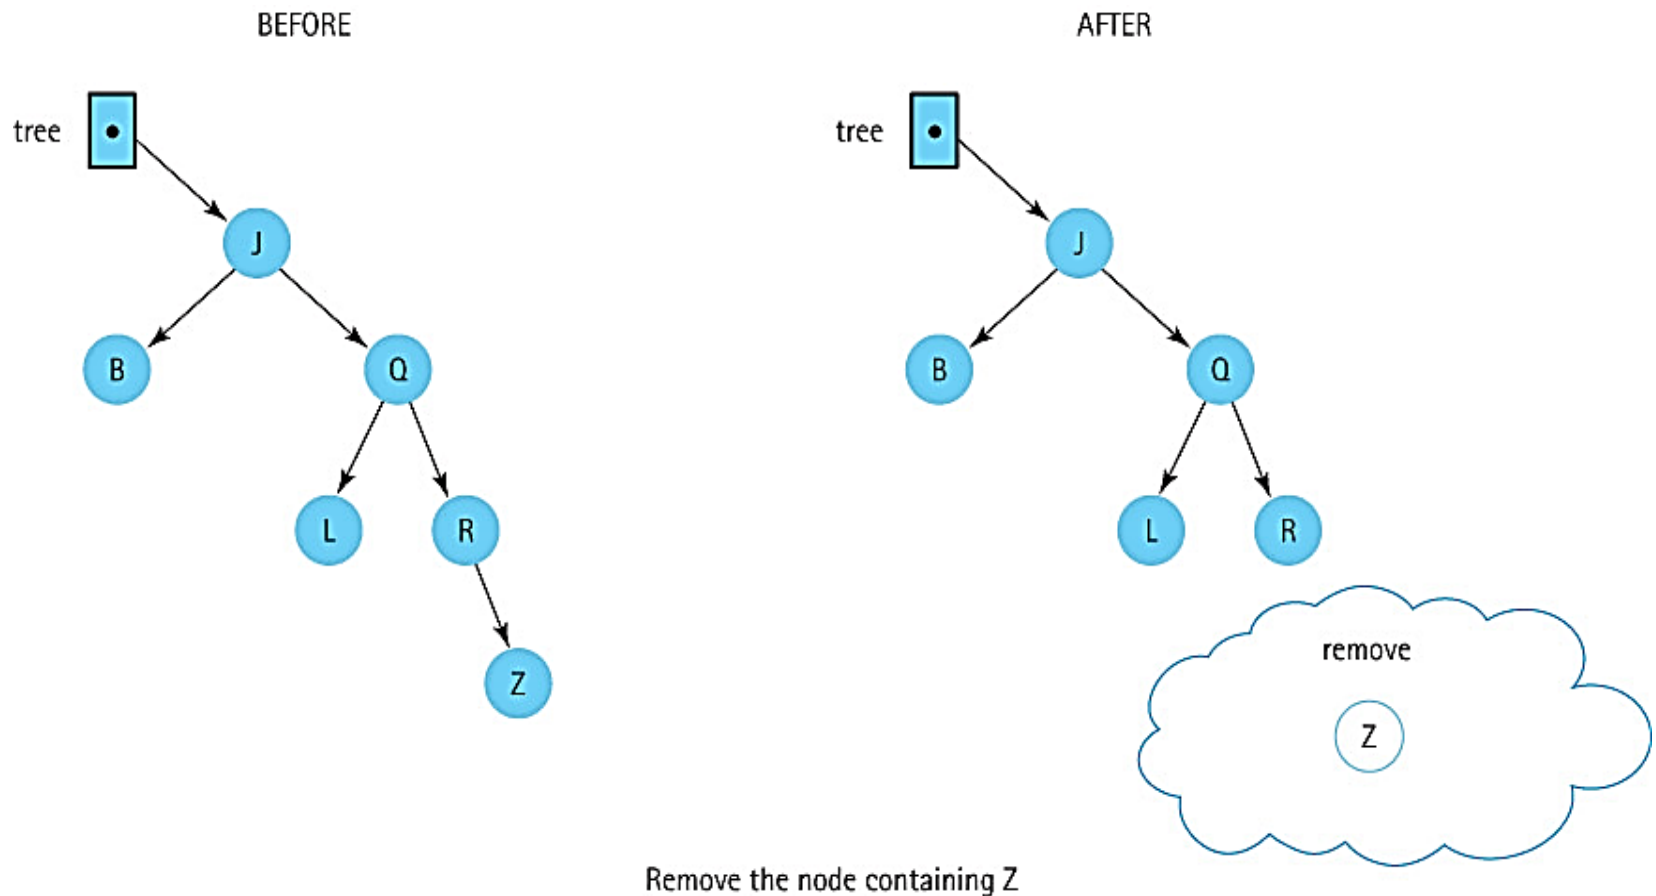 BEFORE
tree
J
B
Q
L
R
Z
AFTER
tree
J
B
Q
L
R
remove
Z
Remove the node containing Z